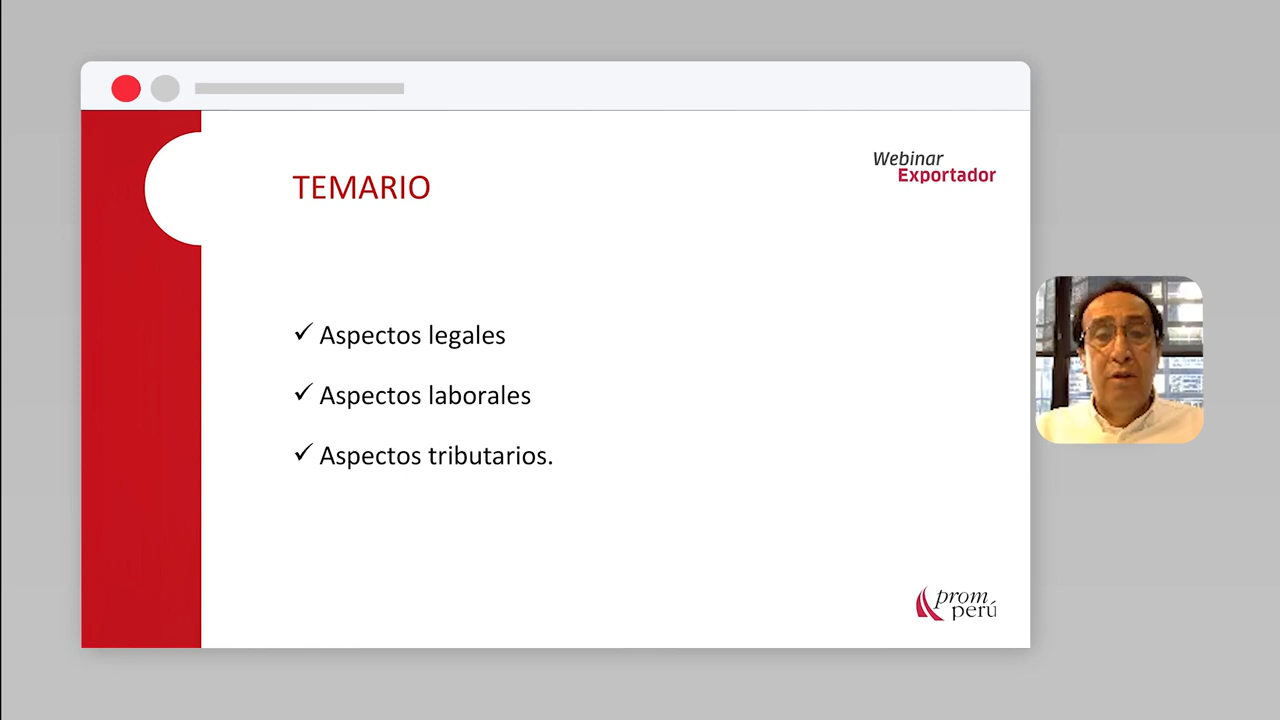 Webinar
Exportador
TEMARIO
✓ Aspectos legales
✓ Aspectos laborales
✓ Aspectos tributarios.
prom
perú